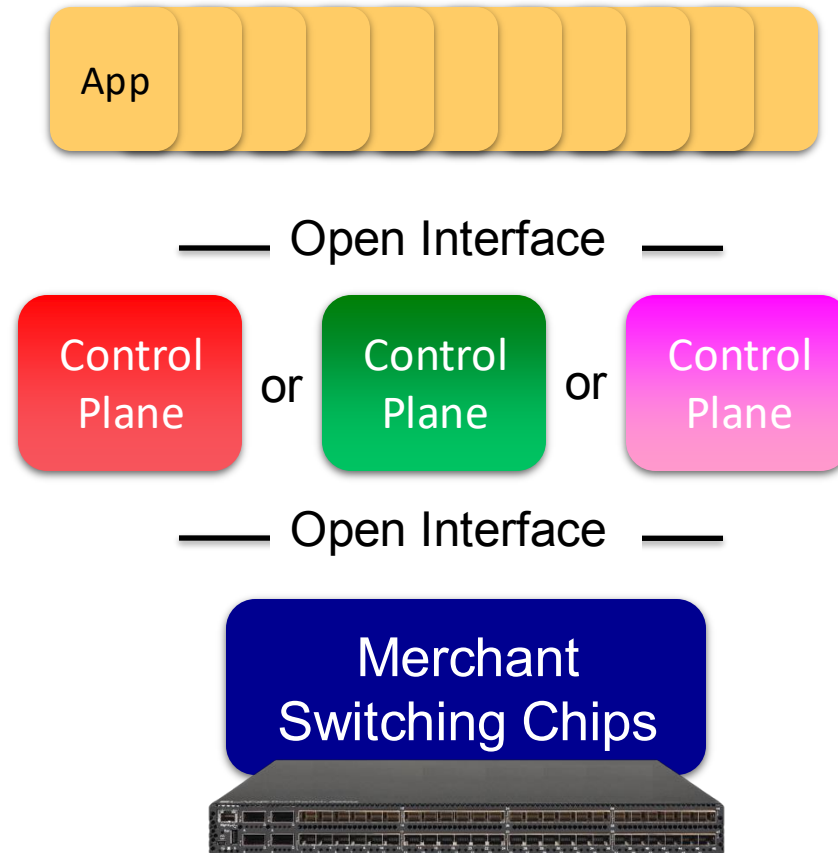 App
Open Interface
Control
Plane
or
Control
Plane
or
Control
Plane
Open Interface
Merchant
Switching Chips